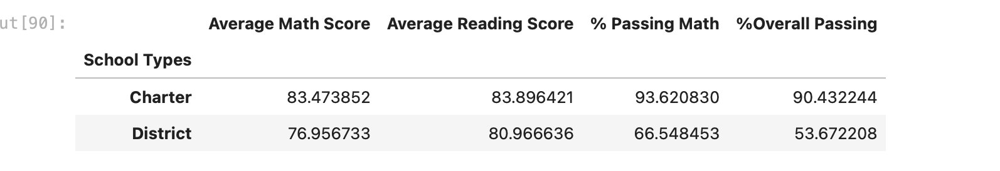 ut[90]:
Average Math Score Average Reading Score % Passing Math %Overall Passing
School Types
Charter 83.473852 83.896421 93.620830 90.432244
District 76.956733 80.966636 66.548453 53.672208